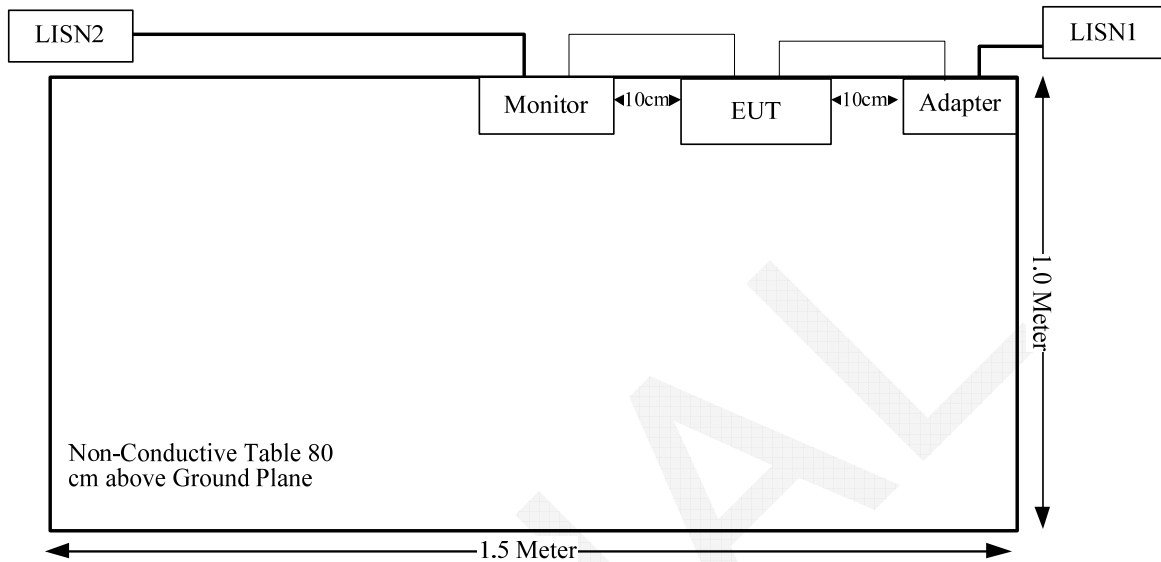 LISN2
LISN1
Monitor
10cm
EUT
10cm
Adapter
1.0 Meter
Non-Conductive Table 80
cm above Ground Plane
1.5 Meter